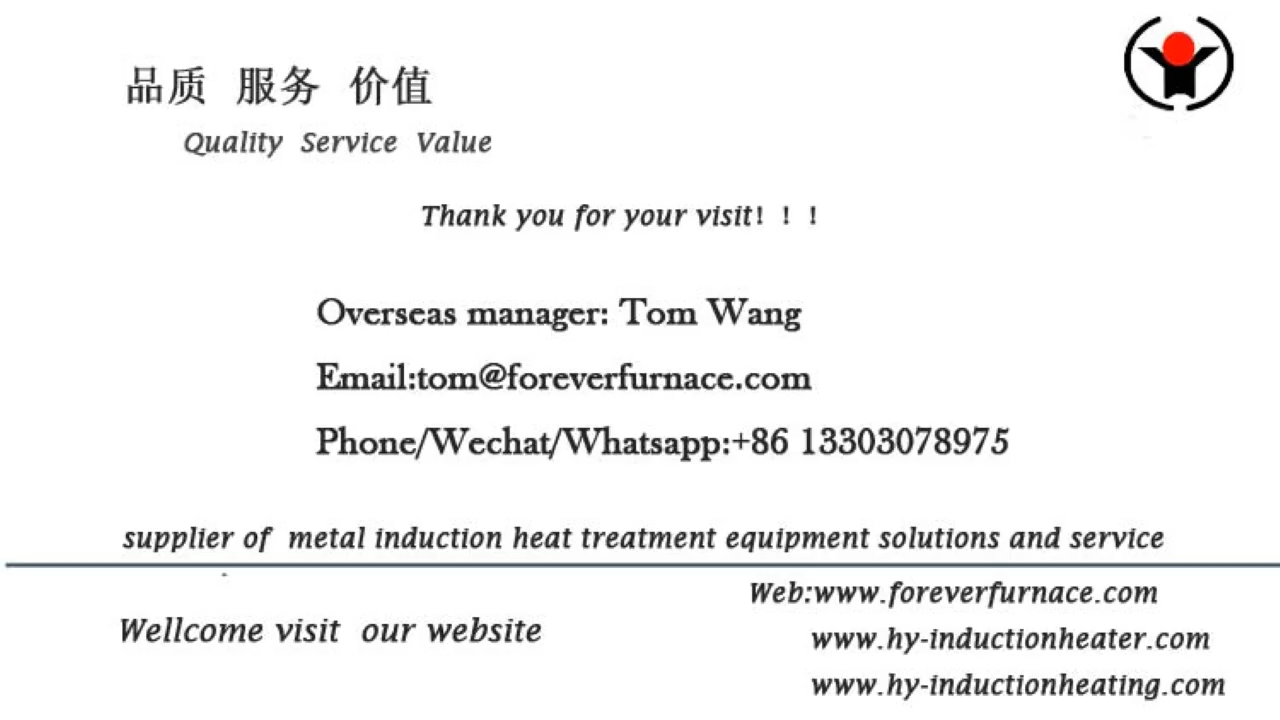 品质 服务 价值
Quality Service Value
Thank you for your visit！！！
Overseas manager: Tom Wang
Email:tom@foreverfurnace.com
Phone/Wechat/Whatsapp:+86 13303078975
supplier of metal induction heat treatment equipment solutions and service
Web:www.foreverfurnace.com
Wellcome visit our website
www.hy-inductionheater.com
www.hy-inductionheating.com